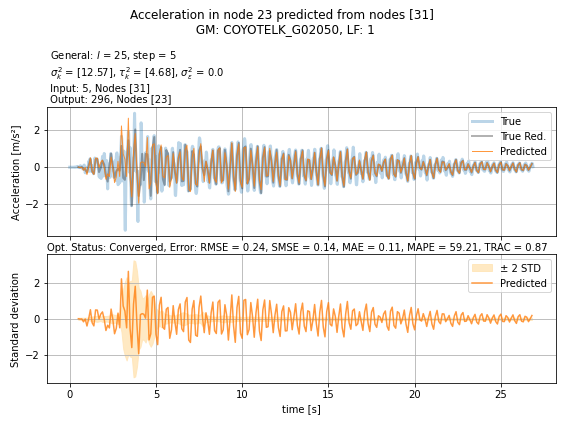 Acceleration in node 23 predicted from nodes [31]
GM: COYOTELK_G02050, LF: 1
General: l = 25, step = 5
σ²ₖ = [12.57], τ²ₖ = [4.68], σ²ε = 0.0
Input: 5, Nodes [31]
Output: 296, Nodes [23]
Acceleration [m/s²]
2
0
−2
True
True Red.
Predicted
Opt. Status: Converged, Error: RMSE = 0.24, SMSE = 0.14, MAE = 0.11, MAPE = 59.21, TRAC = 0.87
Standard deviation
2
0
−2
± 2 STD
Predicted
0 5 10 15 20 25
time [s]